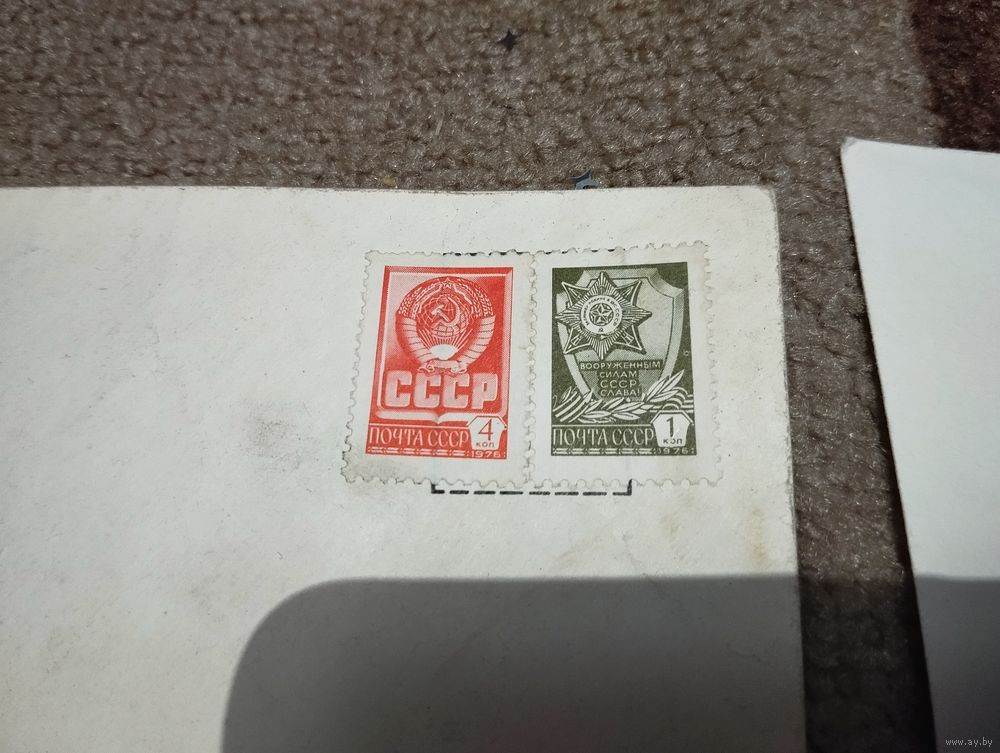 СССР
ПОЧТА СССР
4
КОП
1976
ВООРУЖЕННЫМ
СИЛАМ
СССР
СЛАВА!
ПОЧТА СССР
1
КОП
1976
www.ay.by